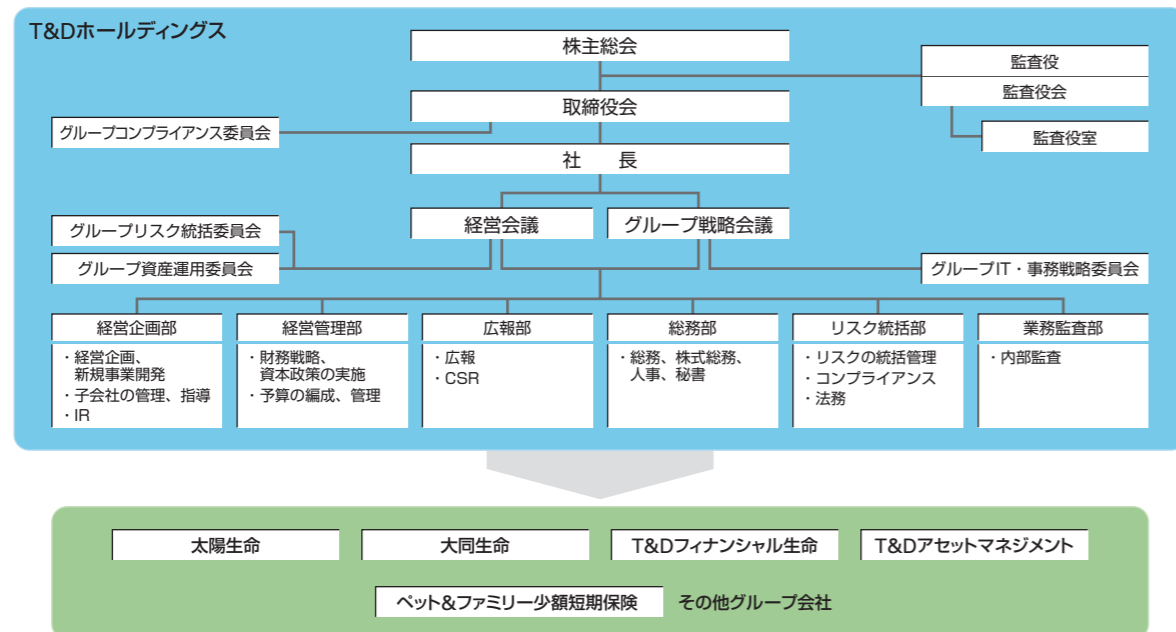 T&Dホールディングス
株主総会
監査役
監査役会
取締役会
グループコンプライアンス委員会
監査役室
社　長
経営会議
グループ戦略会議
グループリスク統括委員会
グループ資産運用委員会
グループIT・事務戦略委員会
経営企画部
・経営企画、
新規事業開発
・子会社の管理、指導
・IR
経営管理部
・財務戦略、
資本政策の実施
・予算の編成、管理
広報部
・広報
・CSR
総務部
・総務、株式総務、
人事、秘書
リスク統括部
・リスクの統括管理
・コンプライアンス
・法務
業務監査部
・内部監査
太陽生命
大同生命
T&Dフィナンシャル生命
T&Dアセットマネジメント
ペット&ファミリー少額短期保険
その他グループ会社